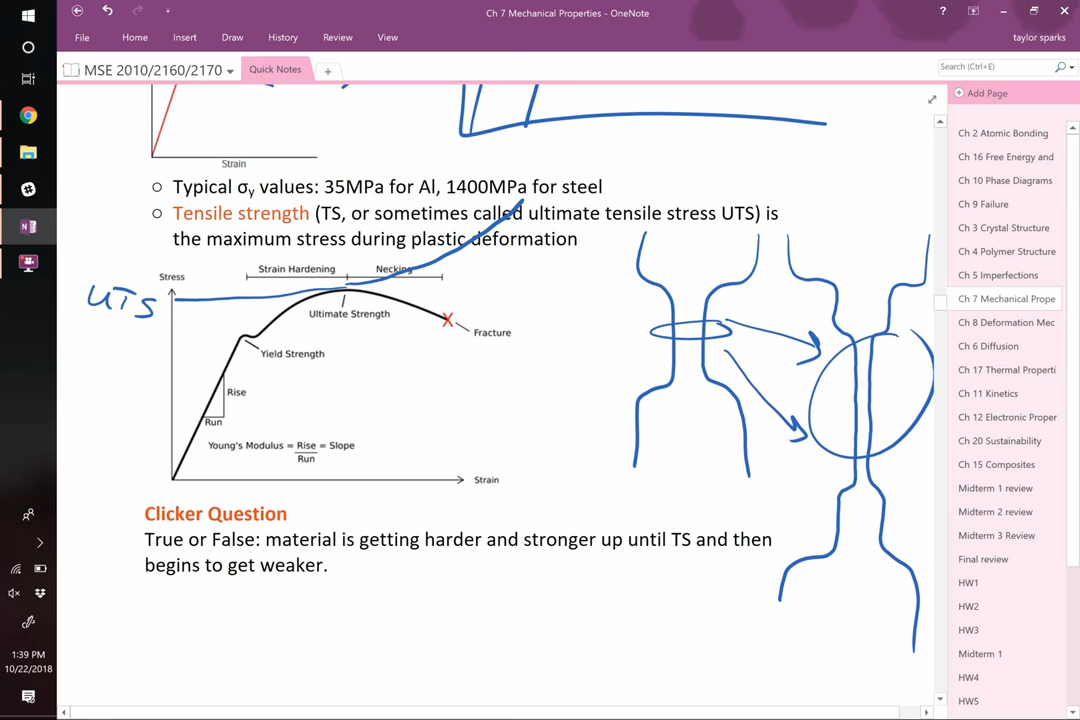 Ch 7 Mechanical Properties - OneNote
?
File Home Insert Draw History Review View
taylor sparks
MSE 2010/2160/2170
Quick Notes
+
Search (Ctrl+E)
Add Page
Strain
Typical σy values: 35MPa for Al, 1400MPa for steel
Tensile strength (TS, or sometimes called ultimate tensile stress UTS) is
the maximum stress during plastic deformation
Strain Hardening
Necking
Stress
UTS
Ultimate Strength
X
Fracture
Yield Strength
Rise
Run
Young's Modulus = Rise = Slope
Run
Strain
Clicker Question
True or False: material is getting harder and stronger up until TS and then
begins to get weaker.
Ch 2 Atomic Bonding
Ch 16 Free Energy and
Ch 10 Phase Diagrams
Ch 9 Failure
Ch 3 Crystal Structure
Ch 4 Polymer Structure
Ch 5 Imperfections
Ch 7 Mechanical Prope
Ch 8 Deformation Mec
Ch 6 Diffusion
Ch 17 Thermal Properti
Ch 11 Kinetics
Ch 12 Electronic Proper
Ch 20 Sustainability
Ch 15 Composites
Midterm 1 review
Midterm 2 review
Midterm 3 Review
Final review
HW1
HW2
HW3
Midterm 1
HW4
HW5
1:39 PM
10/22/2018